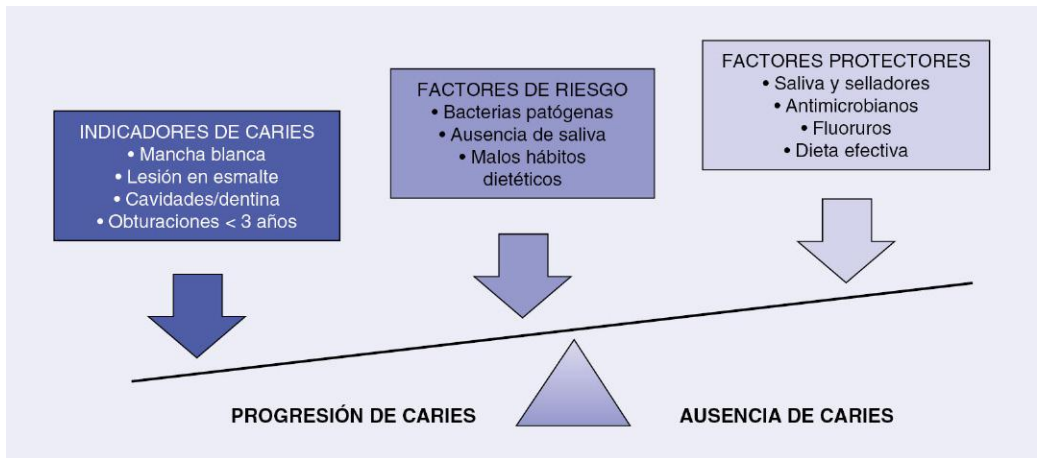 INDICADORES DE CARIES
• Mancha blanca
• Lesión en esmalte
• Cavidades/dentina
• Obturaciones < 3 años
FACTORES DE RIESGO
• Bacterias patógenas
• Ausencia de saliva
• Malos hábitos
dietéticos
FACTORES PROTECTORES
• Saliva y selladores
• Antimicrobianos
• Fluoruros
• Dieta efectiva
PROGRESIÓN DE CARIES
AUSENCIA DE CARIES